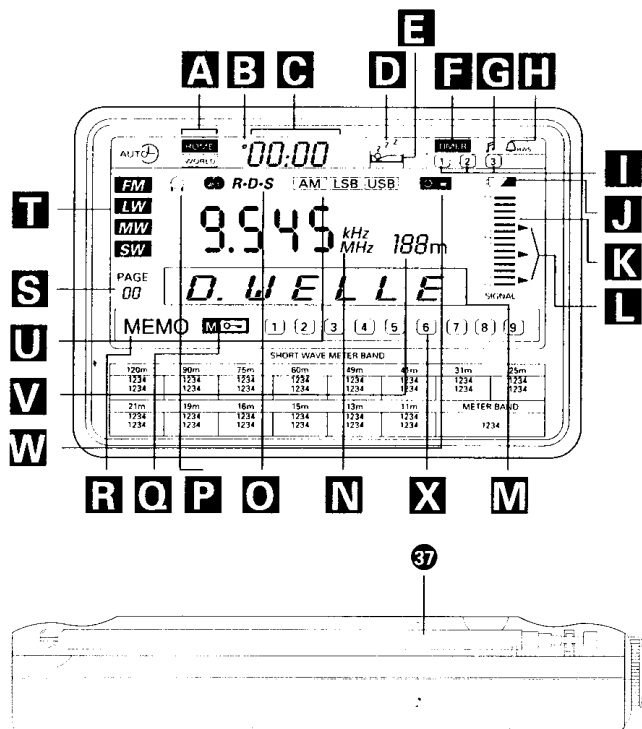 E
A B C D F G H
AUTO HOME WORLD 00:00 zzz TIMER BRAS
1 2 3
I
FM R·D·S AM LSB USB
J
T LW 9.545 kHz MHz 188m
MW
K
SW
L
S PAGE 00 D.WELLE SIGNAL
U MEMO M 1 2 3 4 5 6 7 8 9
SHORT WAVE METER BAND
V 120m 90m 75m 60m 49m 41m 31m 25m
1234 1234 1234 1234 1234 1234 1234 1234
1234 1234 1234 1234 1234 1234 1234 1234
21m 19m 16m 15m 13m 11m METER BAND
1234 1234 1234 1234 1234 1234
W 1234 1234 1234 1234 1234 1234 1234
R Q P O N X M
37